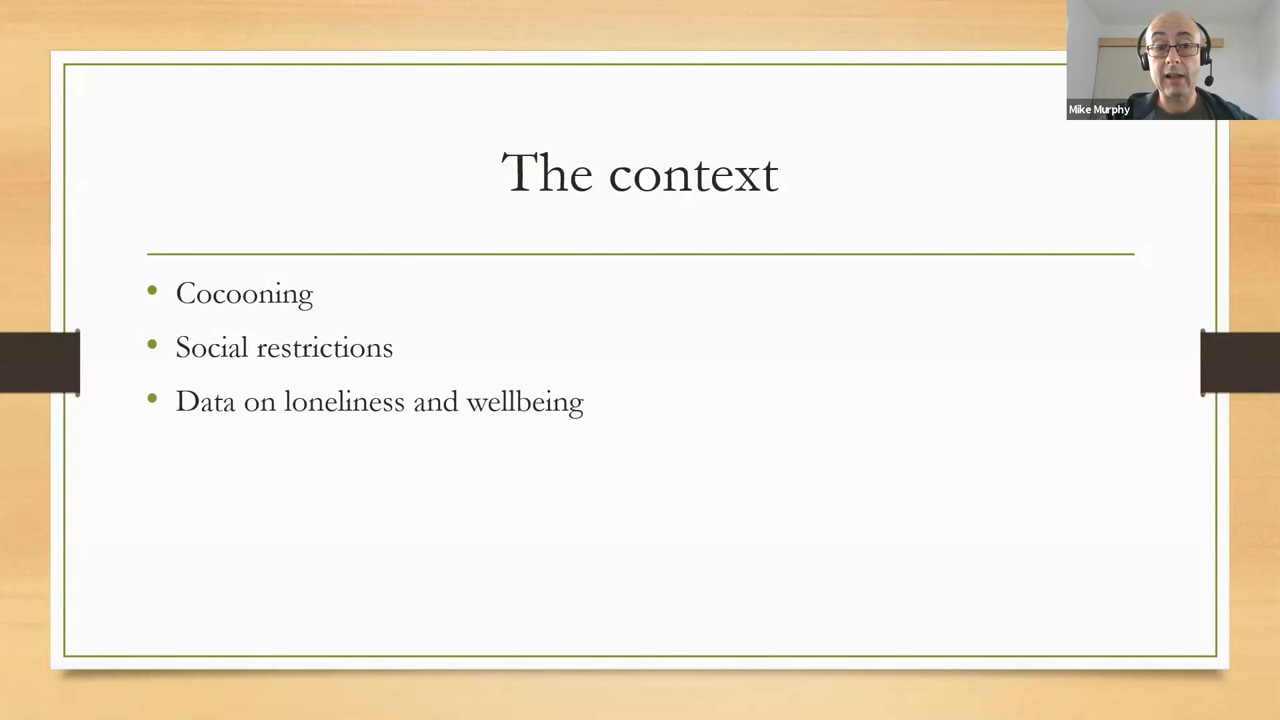 Mike Murphy
The context
Cocooning
Social restrictions
Data on loneliness and wellbeing